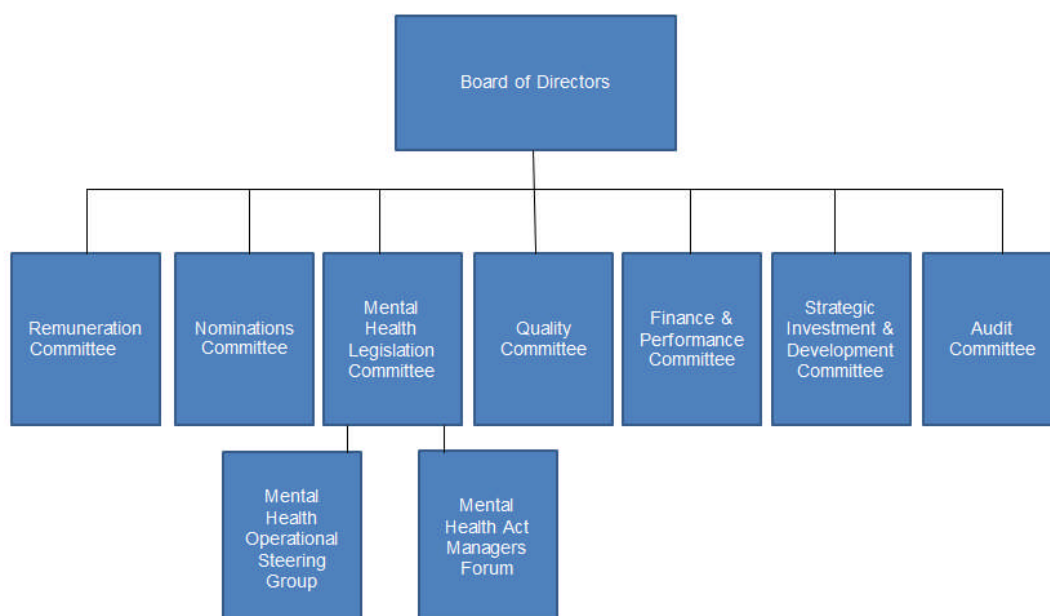 Board of Directors
Remuneration
Committee
Nominations
Committee
Mental
Health
Legislation
Committee
Quality
Committee
Finance &
Performance
Committee
Strategic
Investment &
Development
Committee
Audit
Committee
Mental
Health
Operational
Steering
Group
Mental
Health Act
Managers
Forum